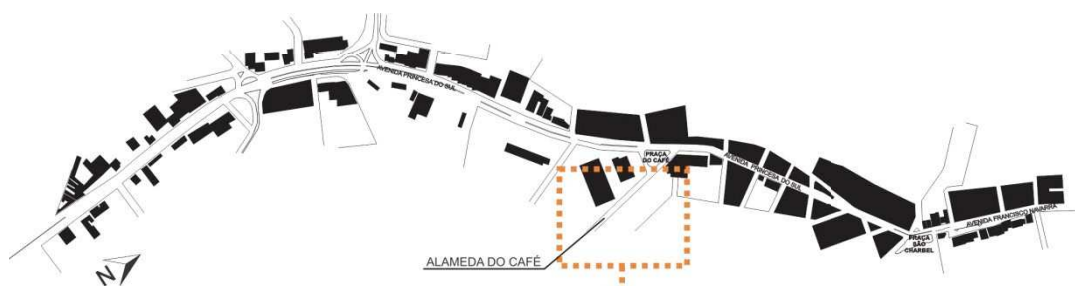 AVENIDA PRINCESA DO SUL
PRAÇA
DO CAFÉ
AVENIDA PRINCESA DO SUL
PRAÇA
SÃO
CHARBEL
AVENIDA FRANCISCO NAVARRA
ALAMEDA DO CAFÉ
N